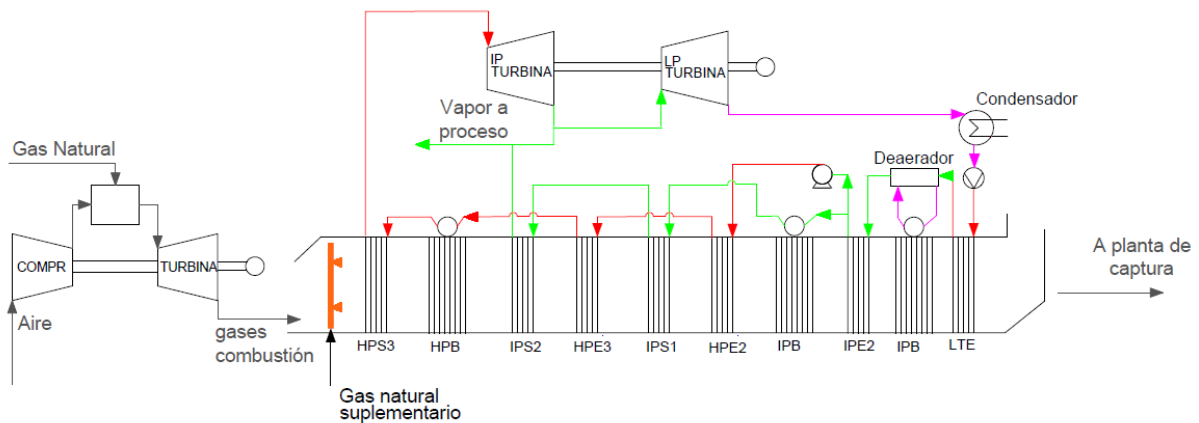 IP
TURBINA
LP
TURBINA
Condensador
Vapor a
proceso
Gas Natural
Deaerador
COMPR
TURBINA
A planta de
captura
Aire
gases
combustión
HPS3
HPB
IPS2
HPE3
IPS1
HPE2
IPB
IPE2
IPB
LTE
Gas natural
suplementario